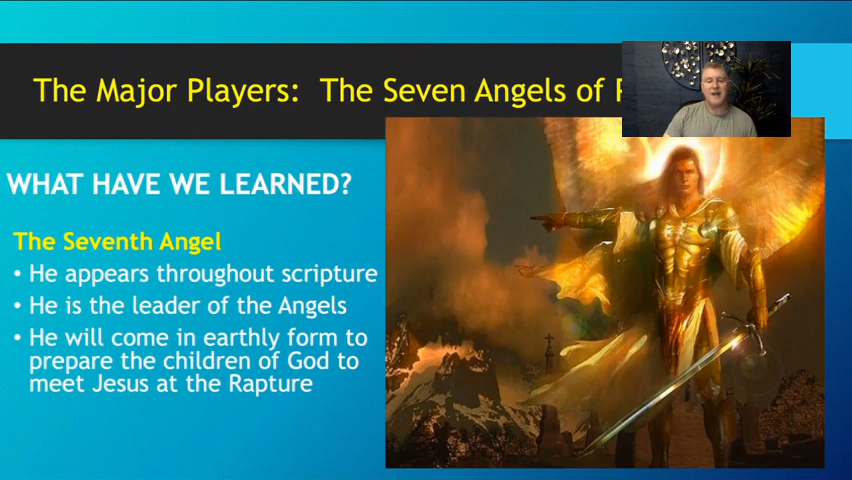 The Major Players: The Seven Angels of
WHAT HAVE WE LEARNED?
The Seventh Angel
• He appears throughout scripture
• He is the leader of the Angels
• He will come in earthly form to
prepare the children of God to
meet Jesus at the Rapture